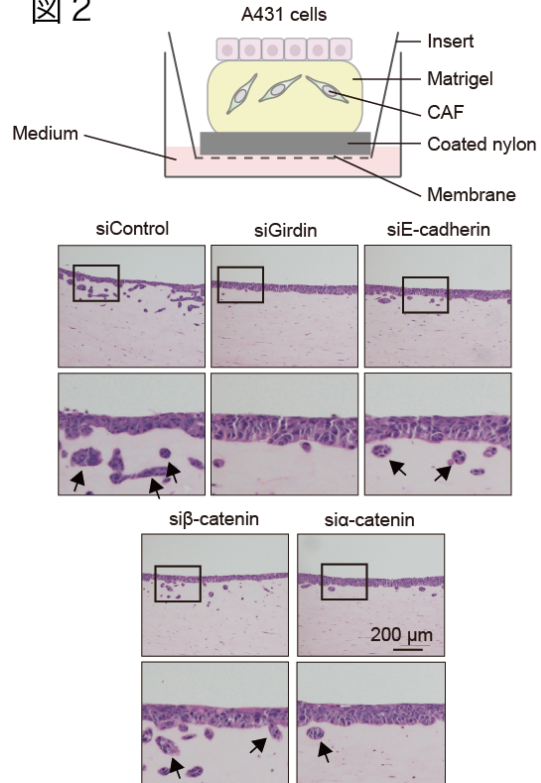 図2
A431 cells
Insert
Matrigel
CAF
Medium
Coated nylon
Membrane
siControl
siGirdin
siE-cadherin
siβ-catenin
siα-catenin
200 μm